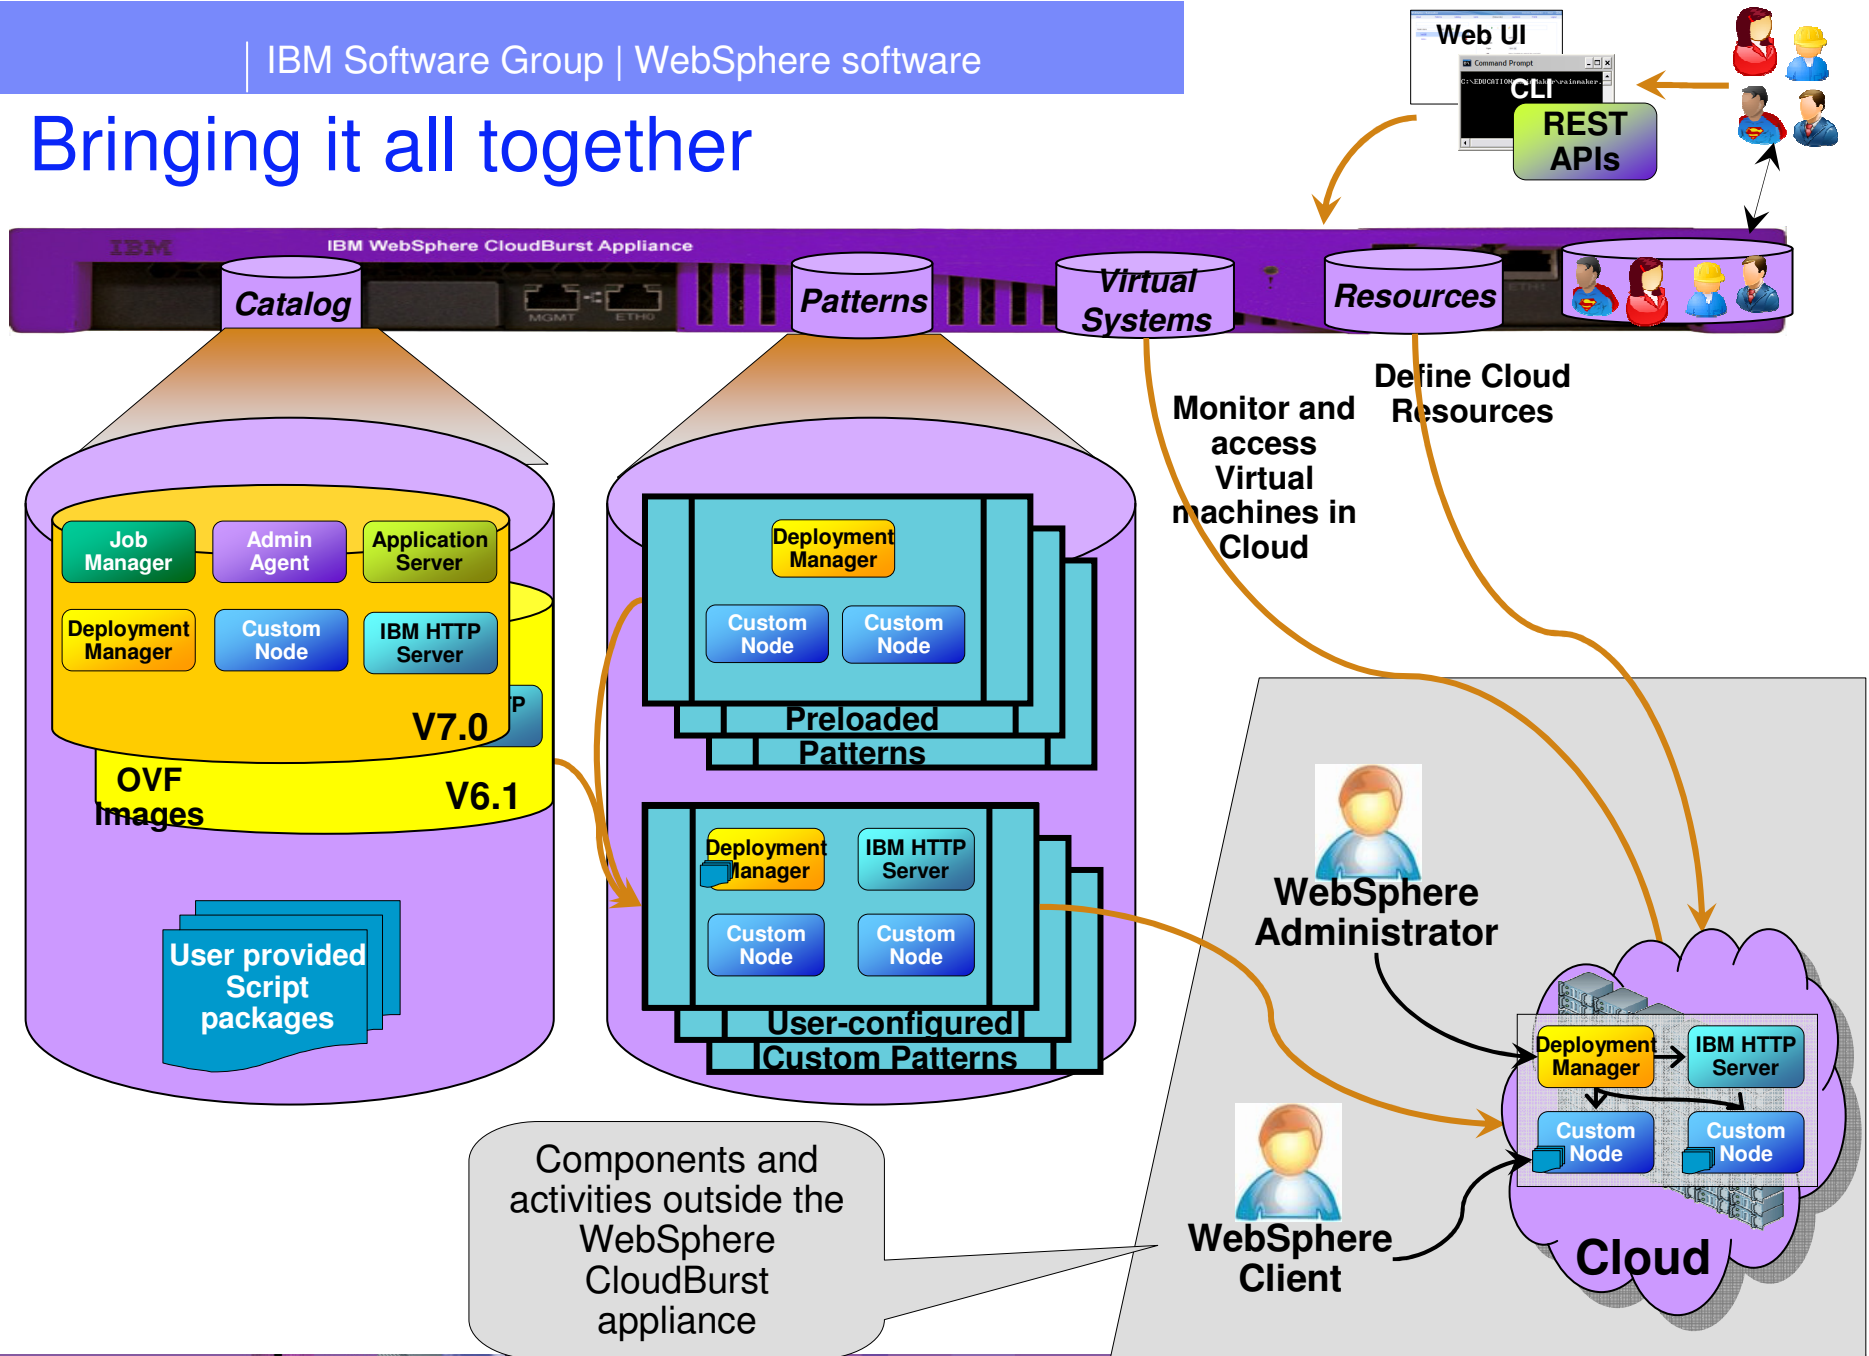 IBM Software Group | WebSphere software
Bringing it all together
Web UI
Command Prompt
CLI
REST
APIs
IBM
IBM WebSphere CloudBurst Appliance
MGMT
ETH0
ETH1
Catalog
Patterns
Virtual
Systems
Resources
Define Cloud
Resources
Monitor and
access
Virtual
machines in
Cloud
Job
Manager
Admin
Agent
Application
Server
Deployment
Manager
Custom
Node
IBM HTTP
Server
V7.0
OVF
Images
V6.1
User provided
Script
packages
Deployment
Manager
Custom
Node
Custom
Node
Preloaded
Patterns
Deployment
Manager
IBM HTTP
Server
Custom
Node
Custom
Node
User-configured
Custom Patterns
WebSphere
Administrator
WebSphere
Client
Deployment
Manager
IBM HTTP
Server
Custom
Node
Custom
Node
Cloud
Components and
activities outside the
WebSphere
CloudBurst
appliance